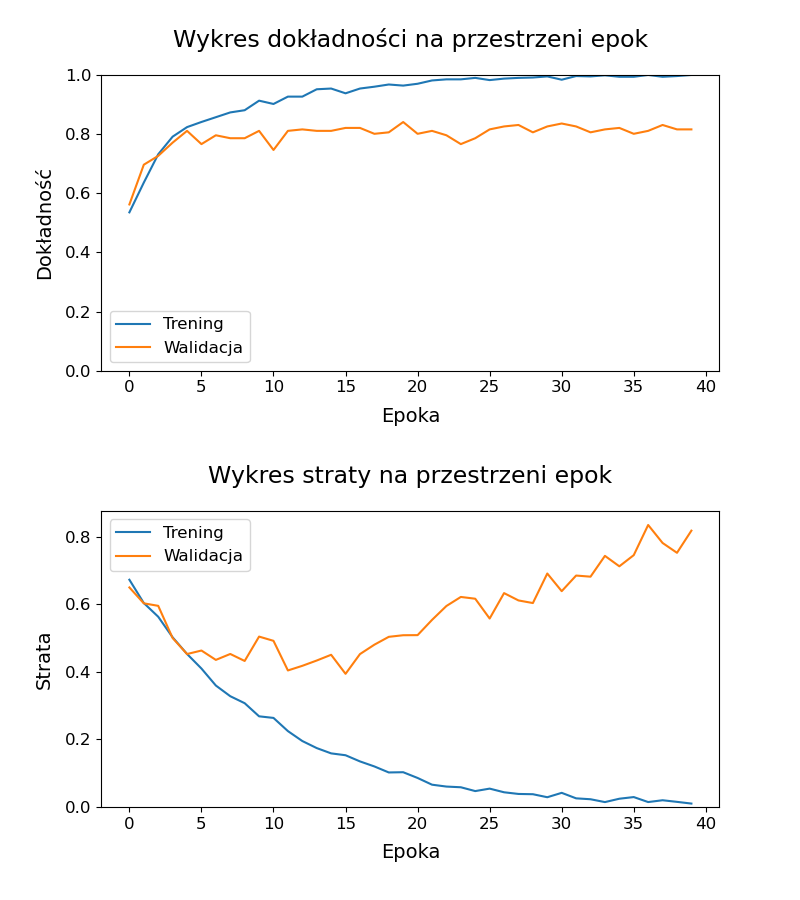 Wykres dokładności na przestrzeni epok
1.0
0.8
0.6
0.4
0.2
0.0
Dokładność
Trening
Walidacja
0 5 10 15 20 25 30 35 40
Epoka
Wykres straty na przestrzeni epok
0.8
0.6
0.4
0.2
0.0
Strata
Trening
Walidacja
0 5 10 15 20 25 30 35 40
Epoka